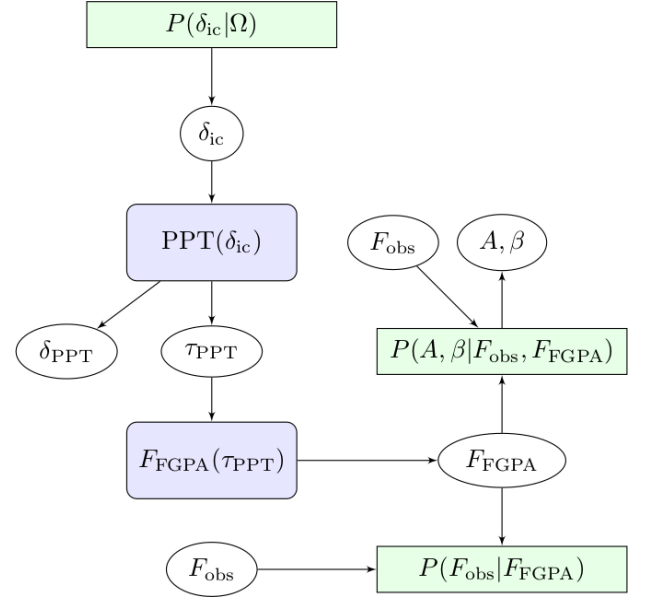 P(δ_ic|Ω)
δ_ic
PPT(δ_ic)
F_obs
A, β
δ_PPT
τ_PPT
P(A, β|F_obs, F_FGPA)
F_FGPA(τ_PPT)
F_FGPA
F_obs
P(F_obs|F_FGPA)